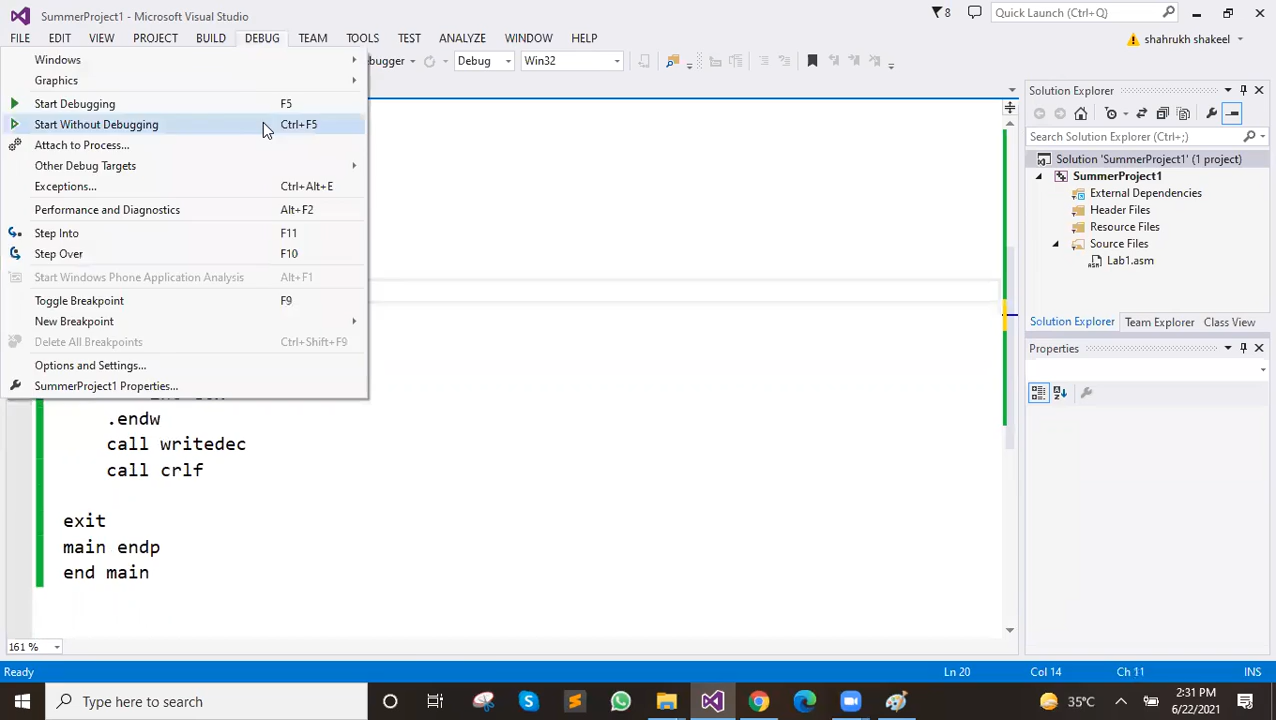 SummerProject1 - Microsoft Visual Studio
8
Quick Launch (Ctrl+Q)
FILE EDIT VIEW PROJECT BUILD DEBUG TEAM TOOLS TEST ANALYZE WINDOW HELP
shahrukh shakeel
Windows
Graphics
Start Debugging F5
Start Without Debugging Ctrl+F5
Attach to Process...
Other Debug Targets
Exceptions... Ctrl+Alt+E
Performance and Diagnostics Alt+F2
Step Into F11
Step Over F10
Start Windows Phone Application Analysis Alt+F1
Toggle Breakpoint F9
New Breakpoint
Delete All Breakpoints Ctrl+Shift+F9
Options and Settings...
SummerProject1 Properties...
Debug Win32
.endw
call writedec
call crlf
exit
main endp
end main
161 %
Solution Explorer
Search Solution Explorer (Ctrl+;)
Solution 'SummerProject1' (1 project)
SummerProject1
External Dependencies
Header Files
Resource Files
Source Files
Lab1.asm
Solution Explorer Team Explorer Class View
Properties
Ready Ln 20 Col 14 Ch 11 INS
Type here to search
35°C
2:31 PM
6/22/2021